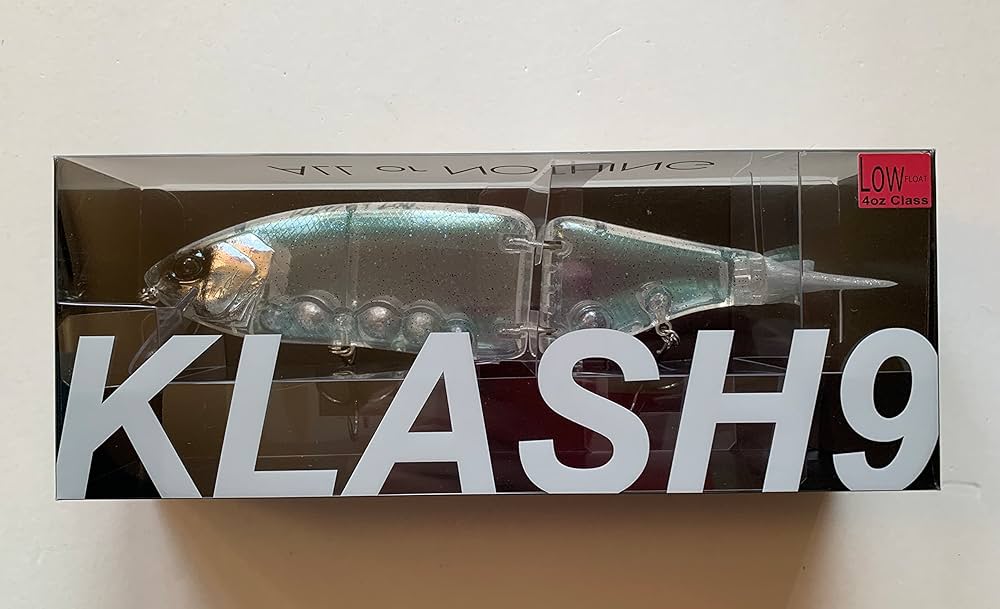 ALL or NOTHING
LOW FLOAT
4oz Class
KLASH9